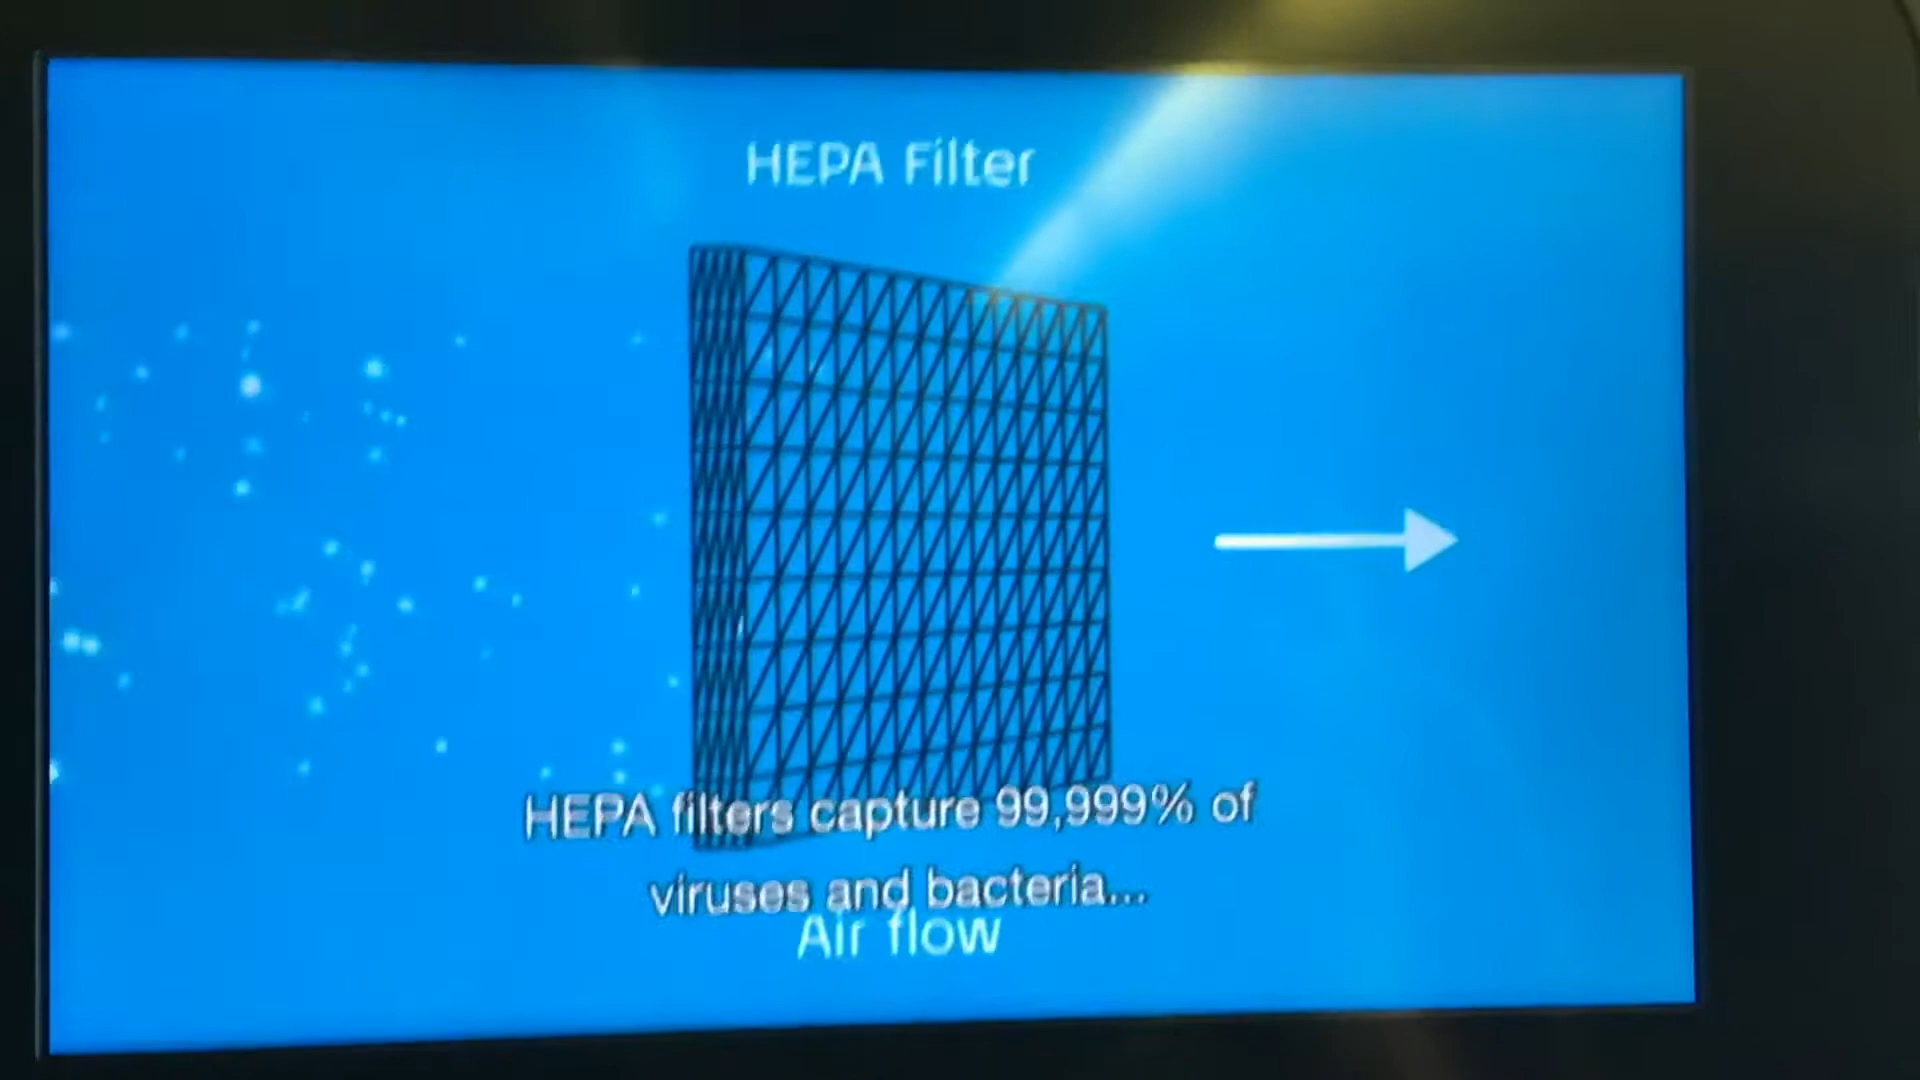 HEPA Filter
HEPA filters capture 99,999% of
viruses and bacteria...
Air flow